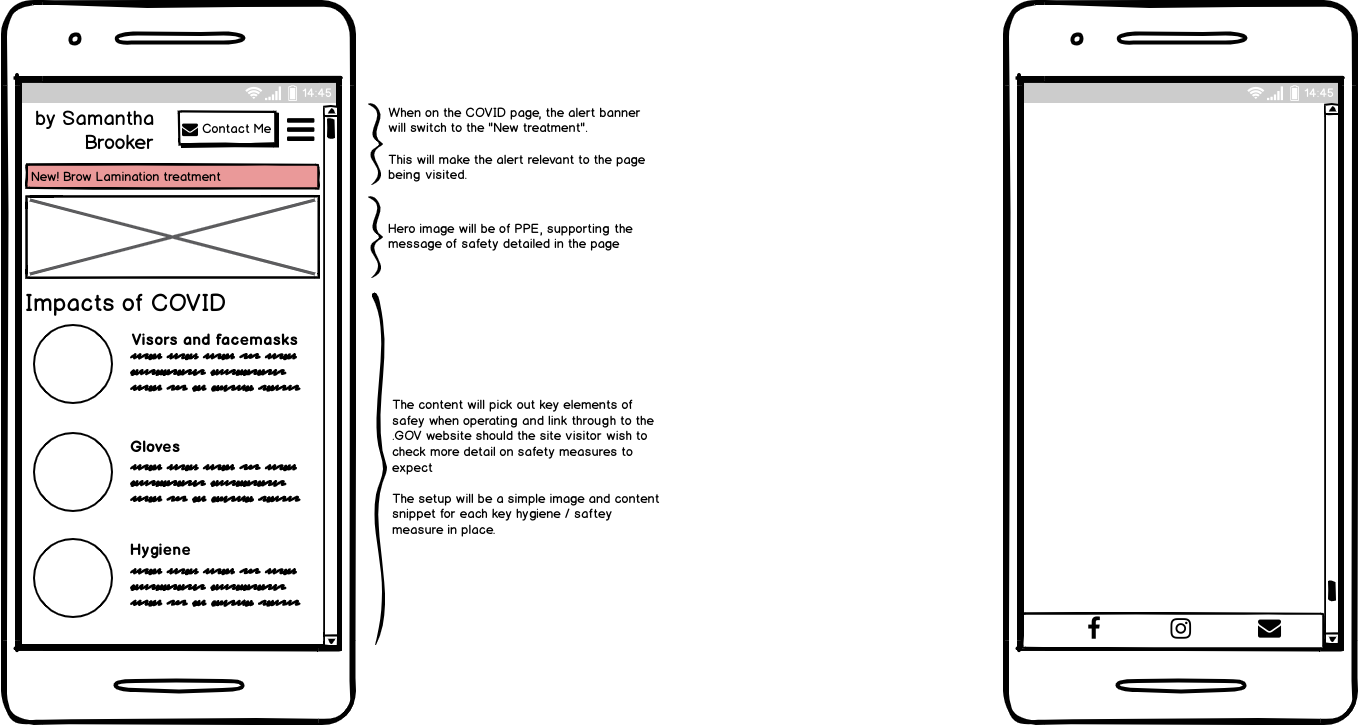 14:45
by Samantha
Brooker
Contact Me
New! Brow Lamination treatment
Impacts of COVID
Visors and facemasks
Gloves
Hygiene
When on the COVID page, the alert banner
will switch to the "New treatment".
This will make the alert relevant to the page
being visited.
Hero image will be of PPE, supporting the
message of safety detailed in the page
The content will pick out key elements of
safey when operating and link through to the
.GOV website should the site visitor wish to
check more detail on safety measures to
expect
The setup will be a simple image and content
snippet for each key hygiene / saftey
measure in place.
14:45